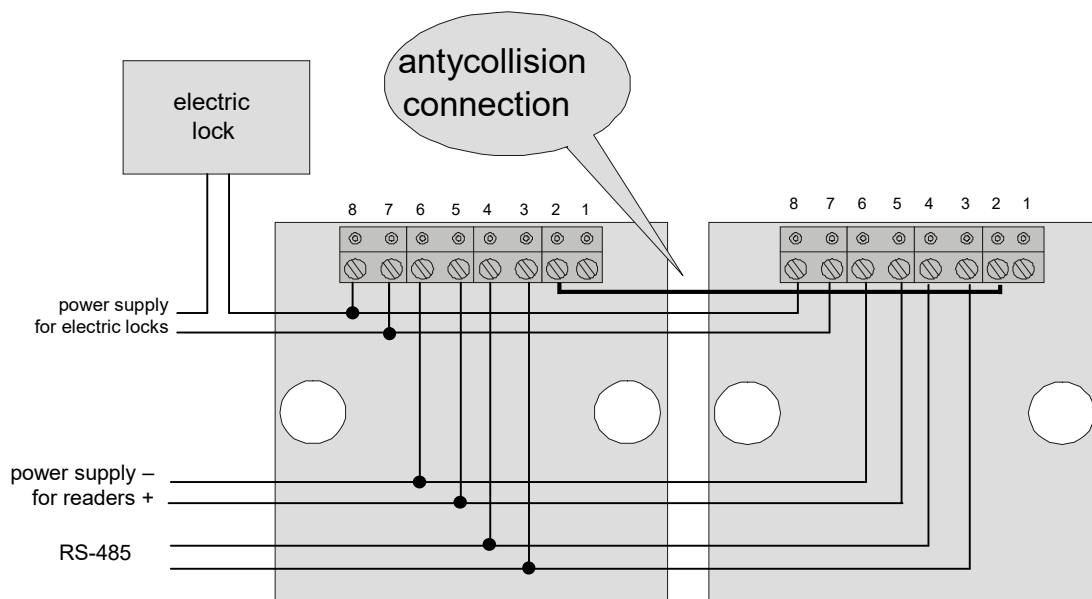 antycollision
connection
electric
lock
8 7 6 5 4 3 2 1
8 7 6 5 4 3 2 1
power supply
for electric locks
power supply –
for readers +
RS-485